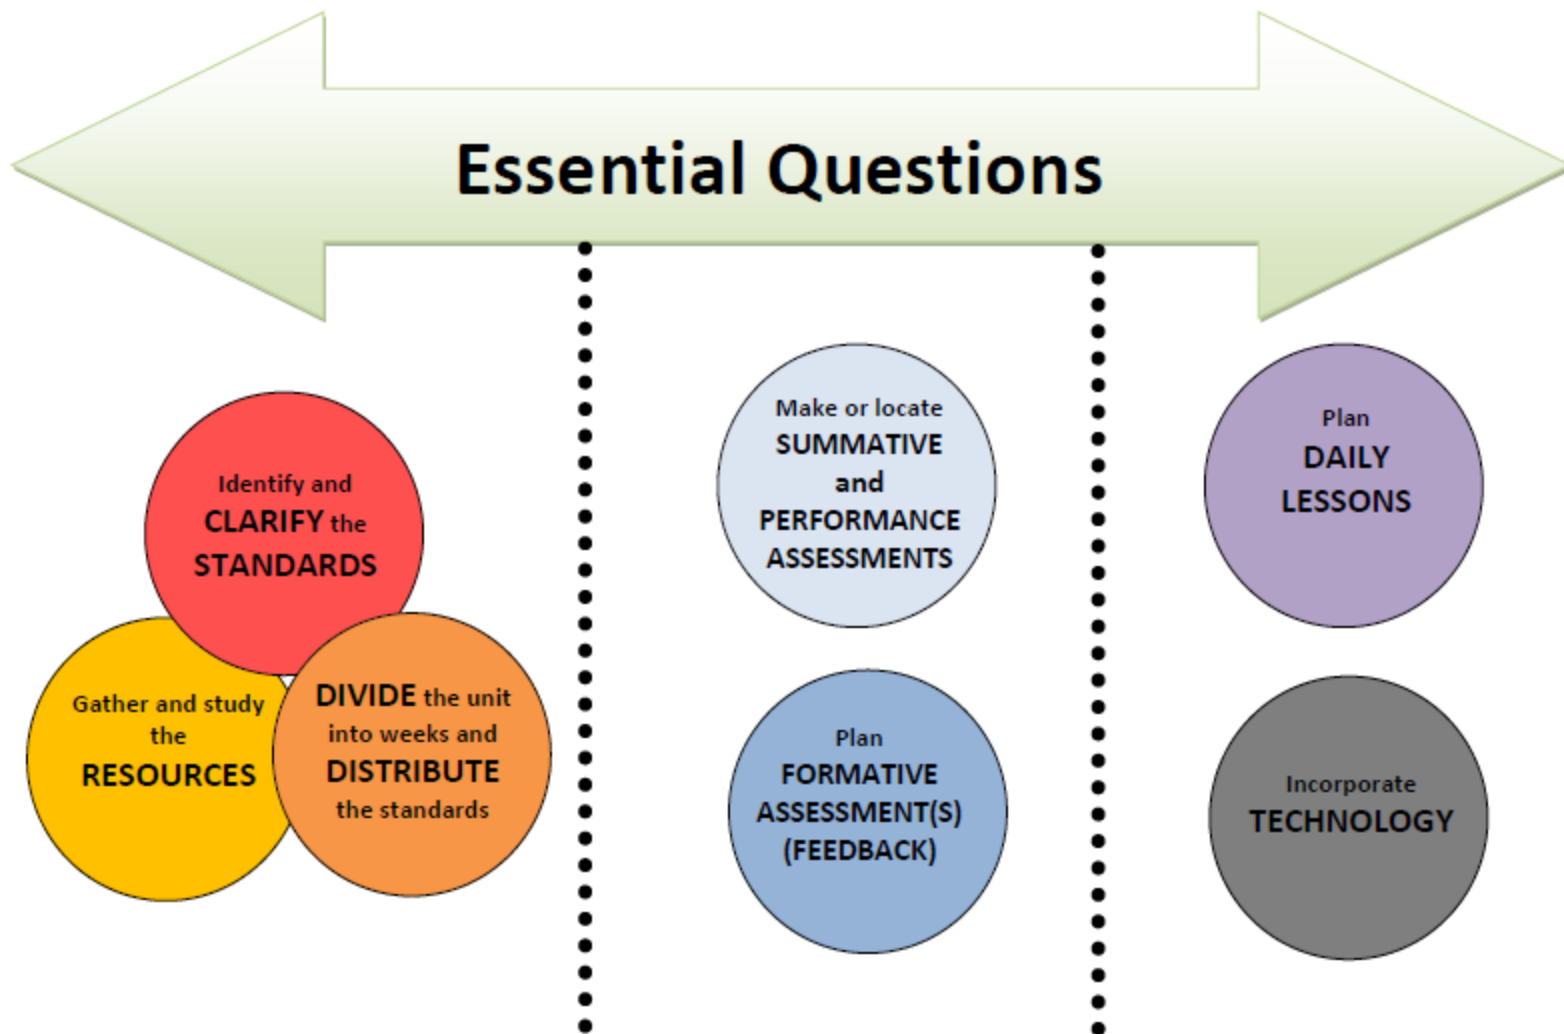 Essential Questions
Identify and
CLARIFY the
STANDARDS
Gather and study
the
RESOURCES
DIVIDE the unit
into weeks and
DISTRIBUTE
the standards
Make or locate
SUMMATIVE
and
PERFORMANCE
ASSESSMENTS
Plan
FORMATIVE
ASSESSMENT(S)
(FEEDBACK)
Plan
DAILY
LESSONS
Incorporate
TECHNOLOGY